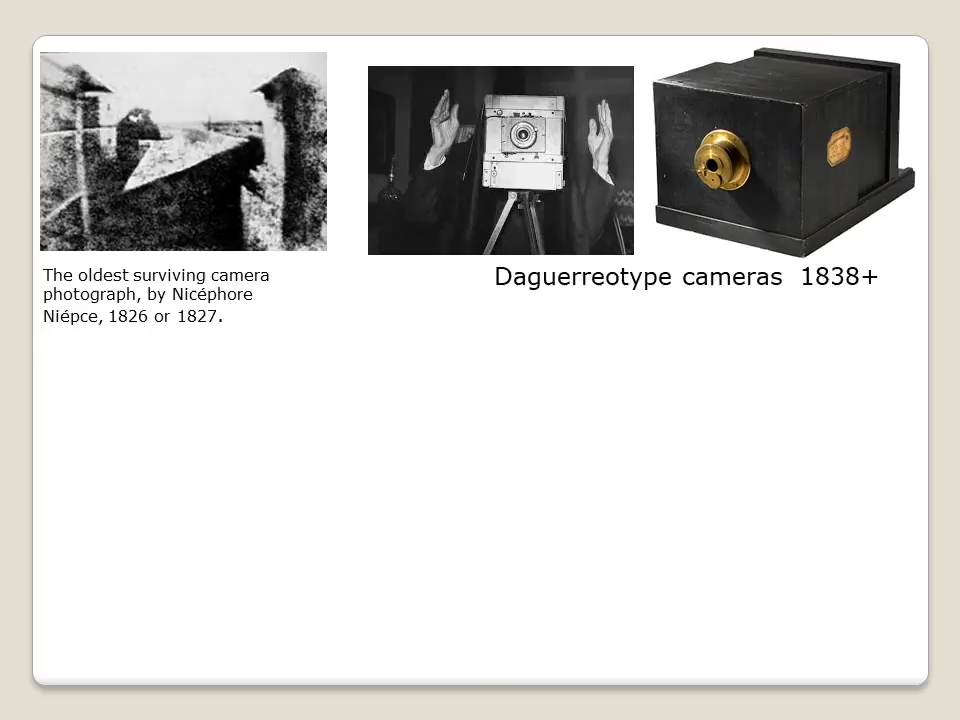 The oldest surviving camera
photograph, by Nicéphore
Niépce, 1826 or 1827.
Daguerreotype cameras 1838+